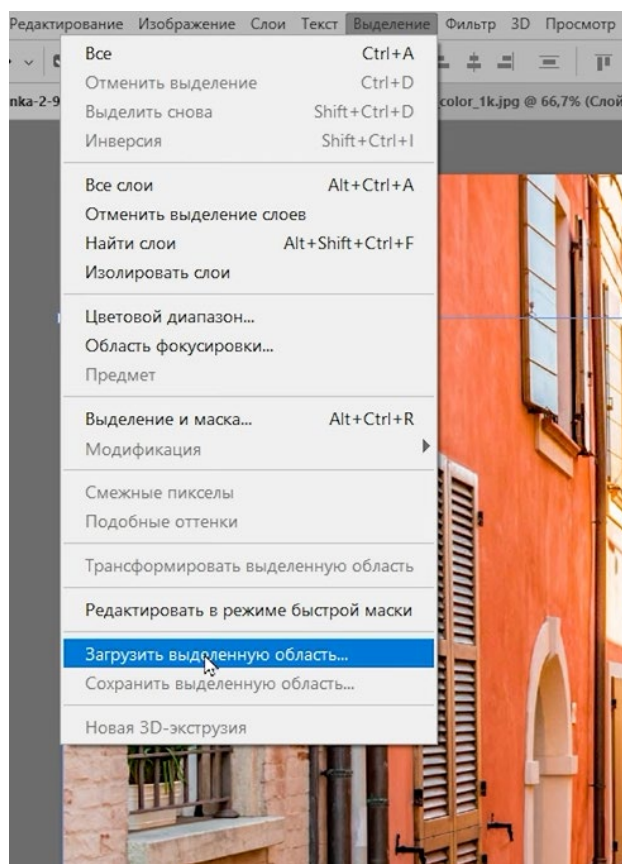 Редактирование Изображение Слои Текст Выделение Фильтр 3D Просмотр
nka-2-9
_color_1k.jpg @ 66,7% (Слой
Все Ctrl+A
Отменить выделение Ctrl+D
Выделить снова Shift+Ctrl+D
Инверсия Shift+Ctrl+I
Все слои Alt+Ctrl+A
Отменить выделение слоев
Найти слои Alt+Shift+Ctrl+F
Изолировать слои
Цветовой диапазон...
Область фокусировки...
Предмет
Выделение и маска... Alt+Ctrl+R
Модификация
Смежные пикселы
Подобные оттенки
Трансформировать выделенную область
Редактировать в режиме быстрой маски
Загрузить выделенную область...
Сохранить выделенную область...
Новая 3D-экструзия